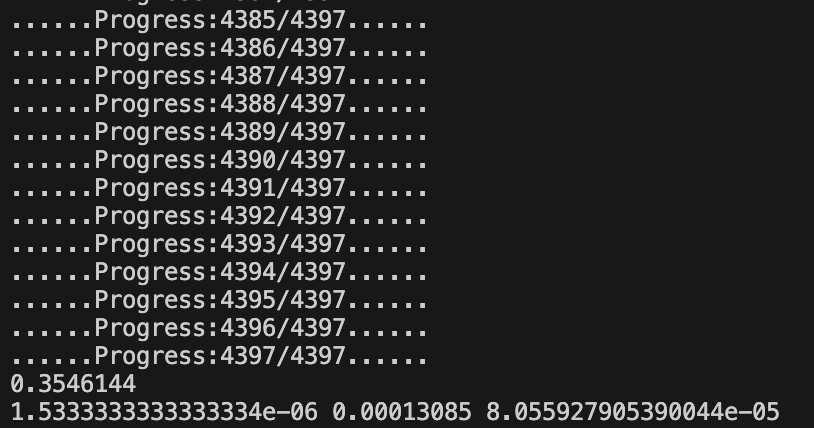 ......Progress:4385/4397......
......Progress:4386/4397......
......Progress:4387/4397......
......Progress:4388/4397......
......Progress:4389/4397......
......Progress:4390/4397......
......Progress:4391/4397......
......Progress:4392/4397......
......Progress:4393/4397......
......Progress:4394/4397......
......Progress:4395/4397......
......Progress:4396/4397......
......Progress:4397/4397......
0.3546144
1.5333333333333334e-06 0.00013085 8.055927905390044e-05